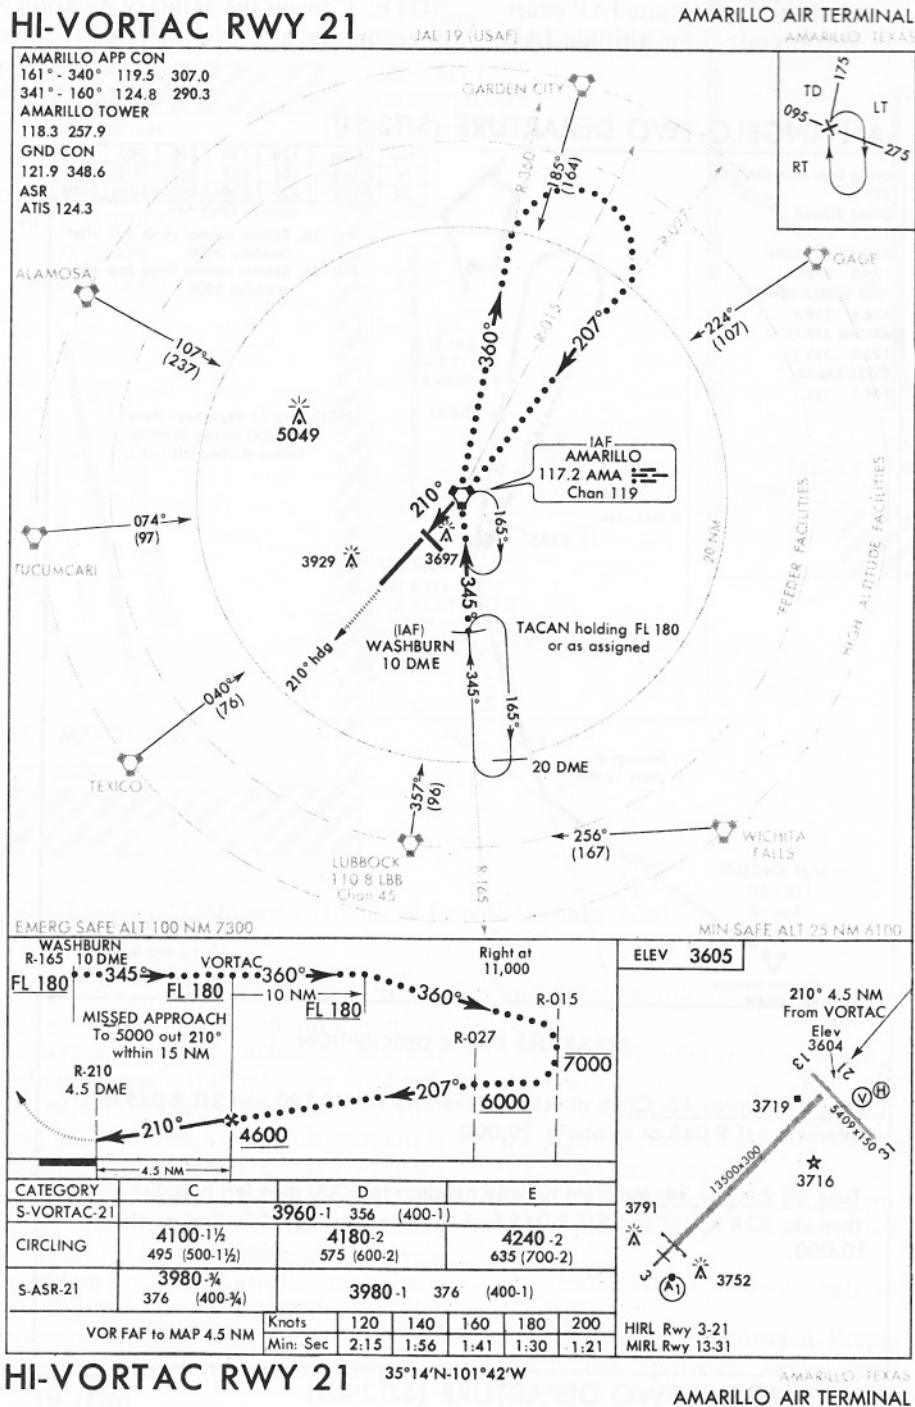 HI-VORTAC RWY 21
JAL-19 (USAF)
AMARILLO AIR TERMINAL
AMARILLO, TEXAS
AMARILLO APP CON
161°- 340° 119.5 307.0
341°- 160° 124.8 290.3
AMARILLO TOWER
118.3 257.9
GND CON
121.9 348.6
ASR
ATIS 124.3
GARDEN CITY
185°
(164)
R-350
R-015
R-027
175
TD
LT
095
275
RT
ALAMOSA
107°
(237)
GAGE
224°
(107)
5049
360°
207°
IAF
AMARILLO
117.2 AMA
Chan 119
210°
165°
074°
(97)
TUCUMCARI
3929
3697
345°
20 NM
FEEDER FACILITIES
HIGH ALTITUDE FACILITIES
(IAF)
WASHBURN
10 DME
TACAN holding FL 180
or as assigned
210° hdg
345°
165°
040°
(76)
TEXICO
20 DME
357°
(96)
256°
(167)
WICHITA
FALLS
LUBBOCK
110.8 LBB
Chan 45
R-165
EMERG SAFE ALT 100 NM 7300
MIN SAFE ALT 25 NM 6100
WASHBURN
R-165 10 DME
FL 180
345°
VORTAC
FL 180
360°
10 NM
FL 180
Right at
11,000
360°
R-015
R-027
7000
MISSED APPROACH
To 5000 out 210°
within 15 NM
R-210
4.5 DME
207°
6000
210°
4600
4.5 NM
ELEV 3605
210° 4.5 NM
From VORTAC
Elev
3604
13
21
V
H
3719
5409x150
31
3716
13500x300
3791
3
3752
A1
HIRL Rwy 3-21
MIRL Rwy 13-31
CATEGORY C D E
S-VORTAC-21 3960-1 356 (400-1)
CIRCLING 4100-1½ 4180-2 4240-2
495 (500-1½) 575 (600-2) 635 (700-2)
S-ASR-21 3980-¾ 3980-1 376 (400-1)
376 (400-¾)
VOR FAF to MAP 4.5 NM
Knots 120 140 160 180 200
Min: Sec 2:15 1:56 1:41 1:30 1:21
HI-VORTAC RWY 21
35°14'N-101°42'W
AMARILLO, TEXAS
AMARILLO AIR TERMINAL